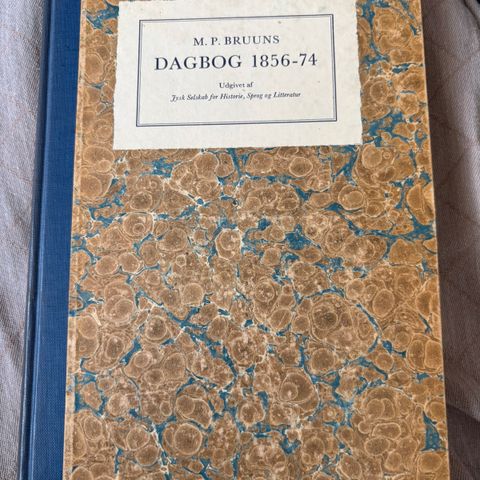 M. P. BRUUNS
DAGBOG 1856-74
Udgivet af
Jysk Selskab for Historie, Sprog og Litteratur